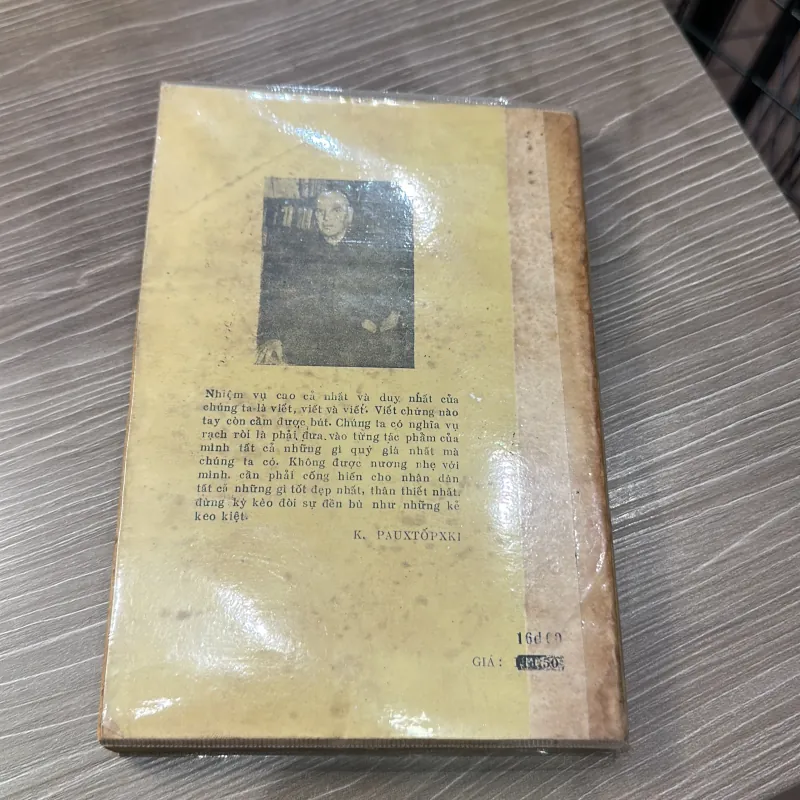 Nhiệm vụ cao cả nhất và duy nhất của
chúng ta là viết, viết và viết. Viết chừng nào
tay còn cầm được bút. Chúng ta có nghĩa vụ
rạch ròi là phải đưa vào từng tác phẩm của
mình tất cả những gì quý giá nhất mà
chúng ta có. Không được nương nhẹ với
mình, cần phải cống hiến cho nhân dân
tất cả những gì tốt đẹp nhất, thân thiết nhất,
đừng kỳ kèo đòi sự đền bù như những kẻ
keo kiệt.
K. PAUXTỐPXKI
16d00
GIÁ: